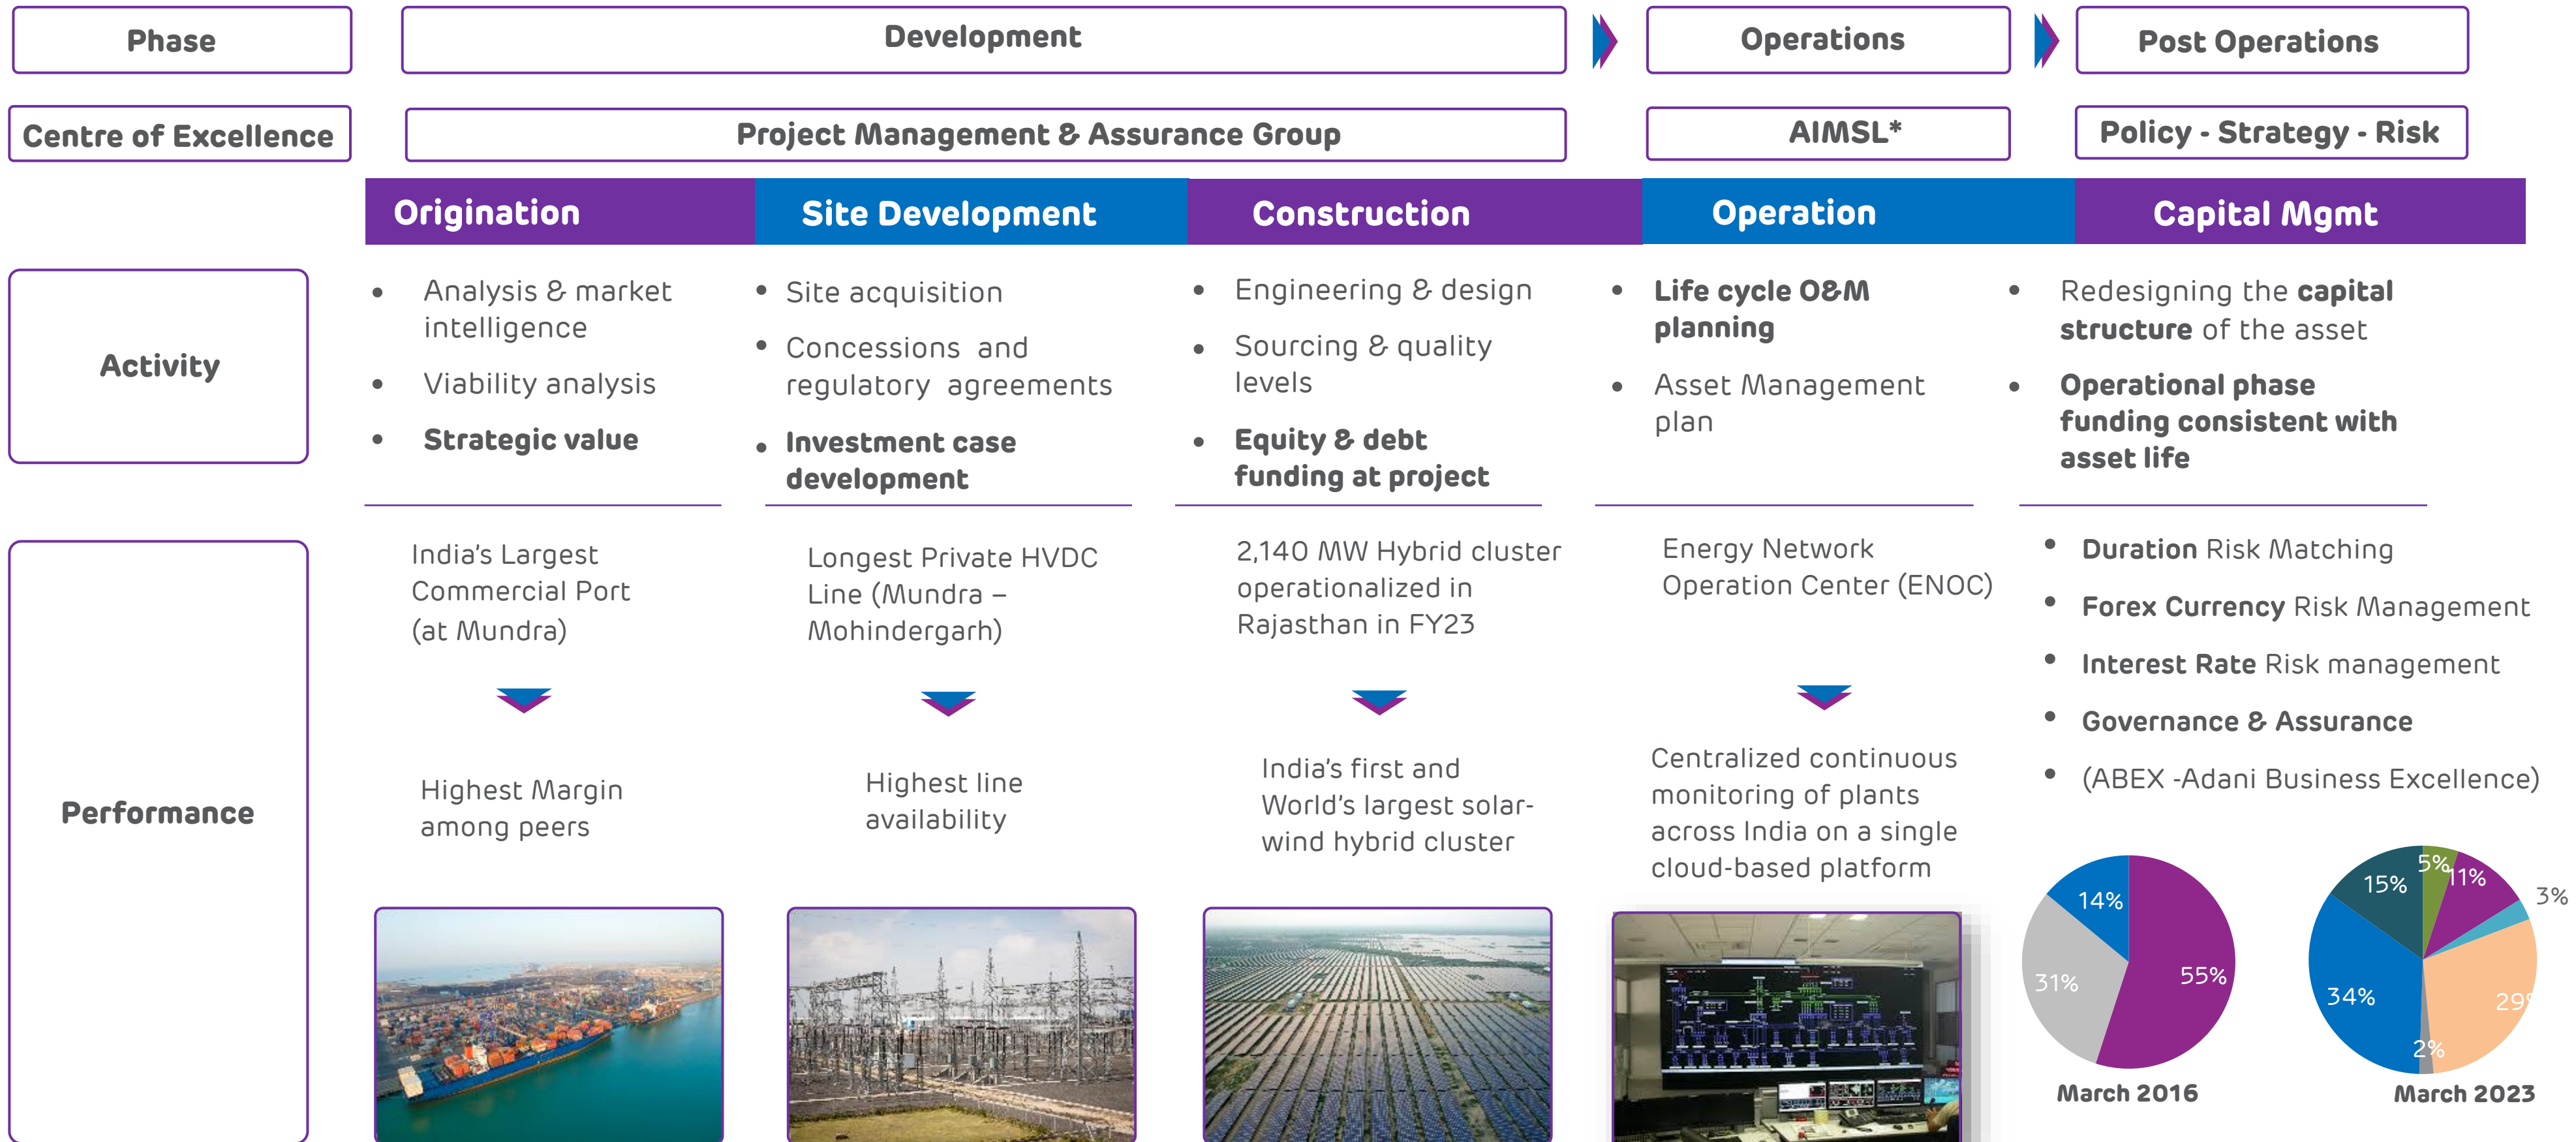 Phase
Development
Operations
Post Operations
Centre of Excellence
Project Management & Assurance Group
AIMSL*
Policy - Strategy - Risk
Origination
Site Development
Construction
Operation
Capital Mgmt
Activity
Analysis & market
intelligence
Viability analysis
Strategic value
Site acquisition
Concessions and
regulatory agreements
Investment case
development
Engineering & design
Sourcing & quality
levels
Equity & debt
funding at project
Life cycle O&M
planning
Asset Management
plan
Redesigning the capital
structure of the asset
Operational phase
funding consistent with
asset life
Performance
India's Largest
Commercial Port
(at Mundra)
Highest Margin
among peers
Longest Private HVDC
Line (Mundra –
Mohindergarh)
Highest line
availability
2,140 MW Hybrid cluster
operationalized in
Rajasthan in FY23
India's first and
World's largest solar-
wind hybrid cluster
Energy Network
Operation Center (ENOC)
Centralized continuous
monitoring of plants
across India on a single
cloud-based platform
Duration Risk Matching
Forex Currency Risk Management
Interest Rate Risk management
Governance & Assurance
(ABEX -Adani Business Excellence)
14%
31%
55%
March 2016
5%
11%
15%
3%
34%
29%
2%
March 2023